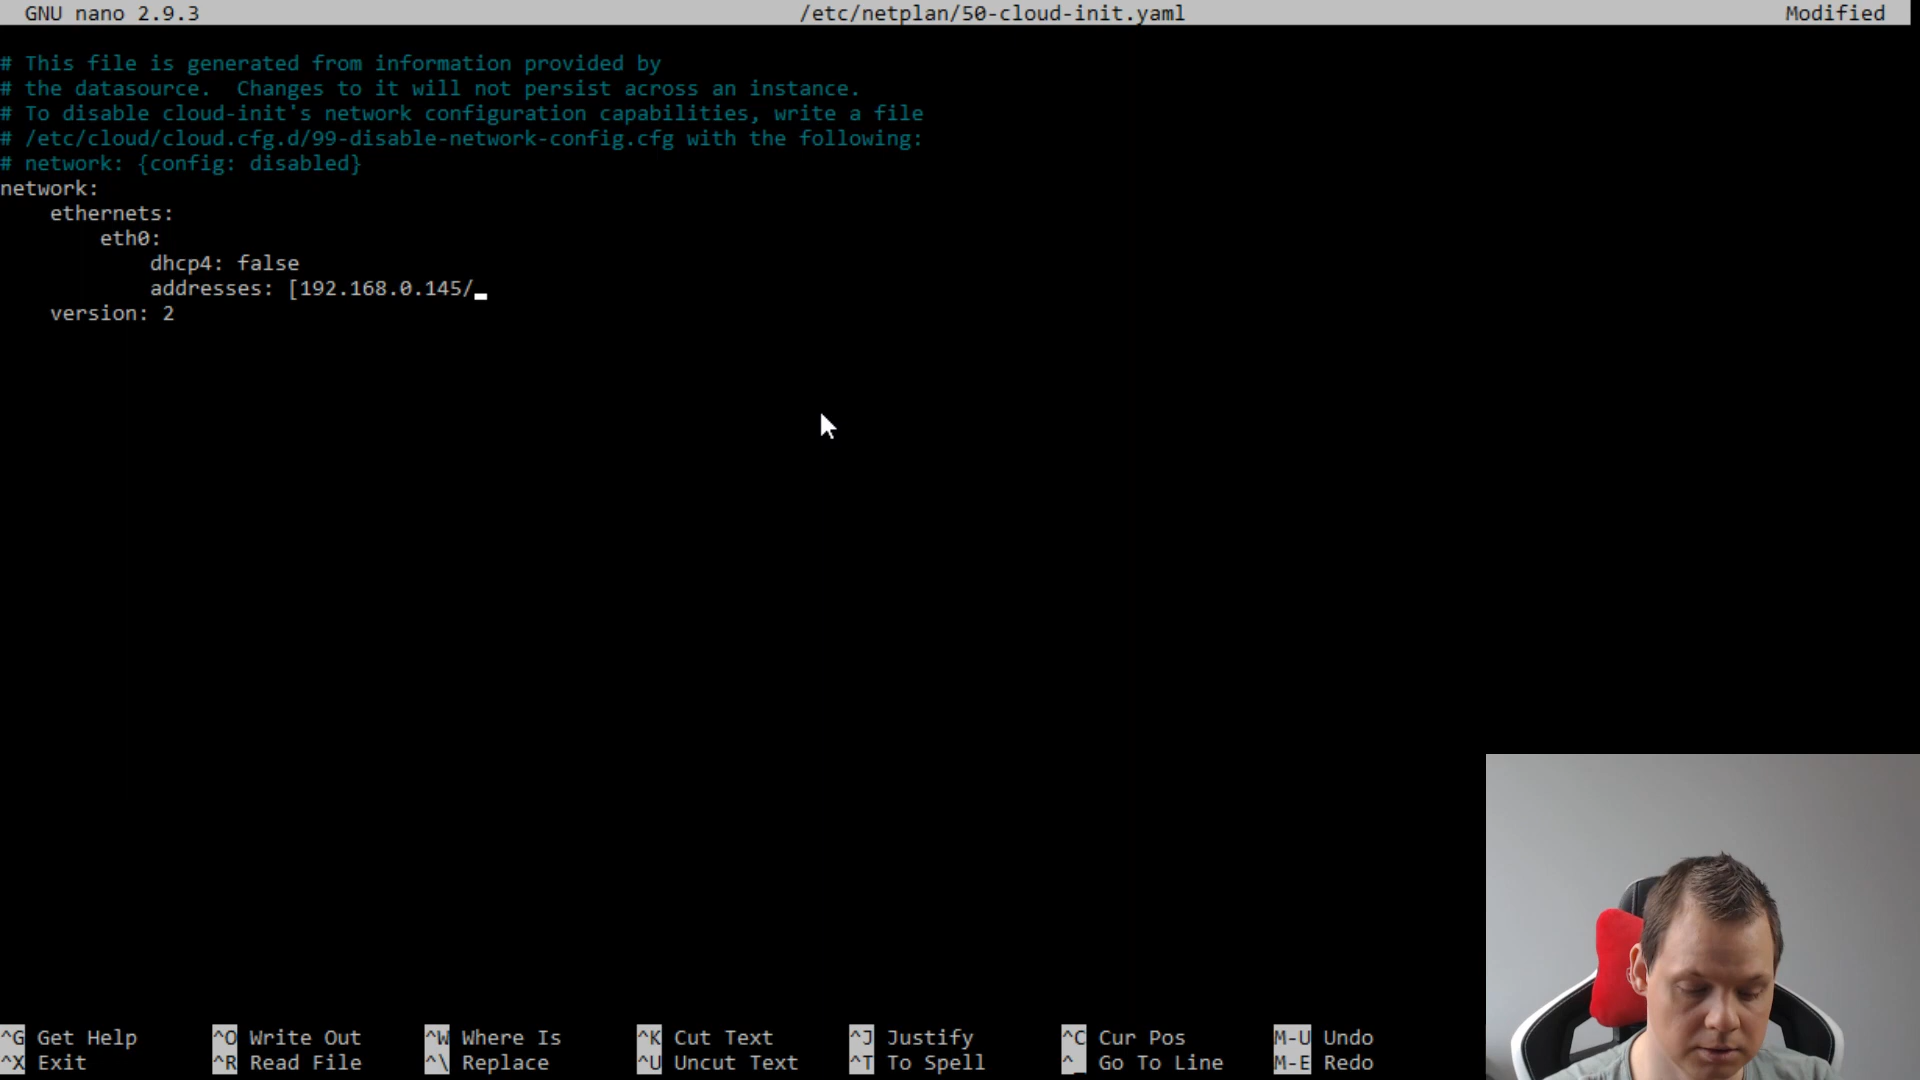 GNU nano 2.9.3 /etc/netplan/50-cloud-init.yaml Modified
# This file is generated from information provided by
# the datasource.  Changes to it will not persist across an instance.
# To disable cloud-init's network configuration capabilities, write a file
# /etc/cloud/cloud.cfg.d/99-disable-network-config.cfg with the following:
# network: {config: disabled}
network:
    ethernets:
        eth0:
            dhcp4: false
            addresses: [192.168.0.145/
    version: 2
^G Get Help ^O Write Out ^W Where Is ^K Cut Text ^J Justify ^C Cur Pos M-U Undo
^X Exit ^R Read File ^\ Replace ^U Uncut Text ^T To Spell ^_ Go To Line M-E Redo